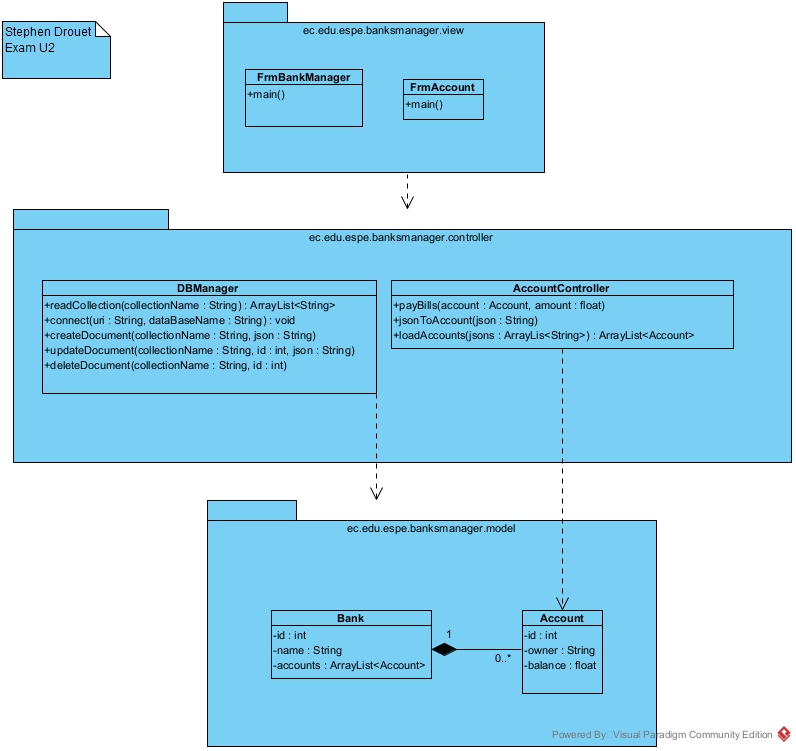 Stephen Drouet
Exam U2
ec.edu.espe.banksmanager.view
FrmBankManager
+main()
FrmAccount
+main()
ec.edu.espe.banksmanager.controller
DBManager
+readCollection(collectionName : String) : ArrayList<String>
+connect(uri : String, dataBaseName : String) : void
+createDocument(collectionName : String, json : String)
+updateDocument(collectionName : String, id : int, json : String)
+deleteDocument(collectionName : String, id : int)
AccountController
+payBills(account : Account, amount : float)
+jsonToAccount(json : String)
+loadAccounts(jsons : ArrayLis<String>) : ArrayList<Account>
ec.edu.espe.banksmanager.model
Bank
-id : int
-name : String
-accounts : ArrayList<Account>
1
0..*
Account
-id : int
-owner : String
-balance : float
Powered By Visual Paradigm Community Edition